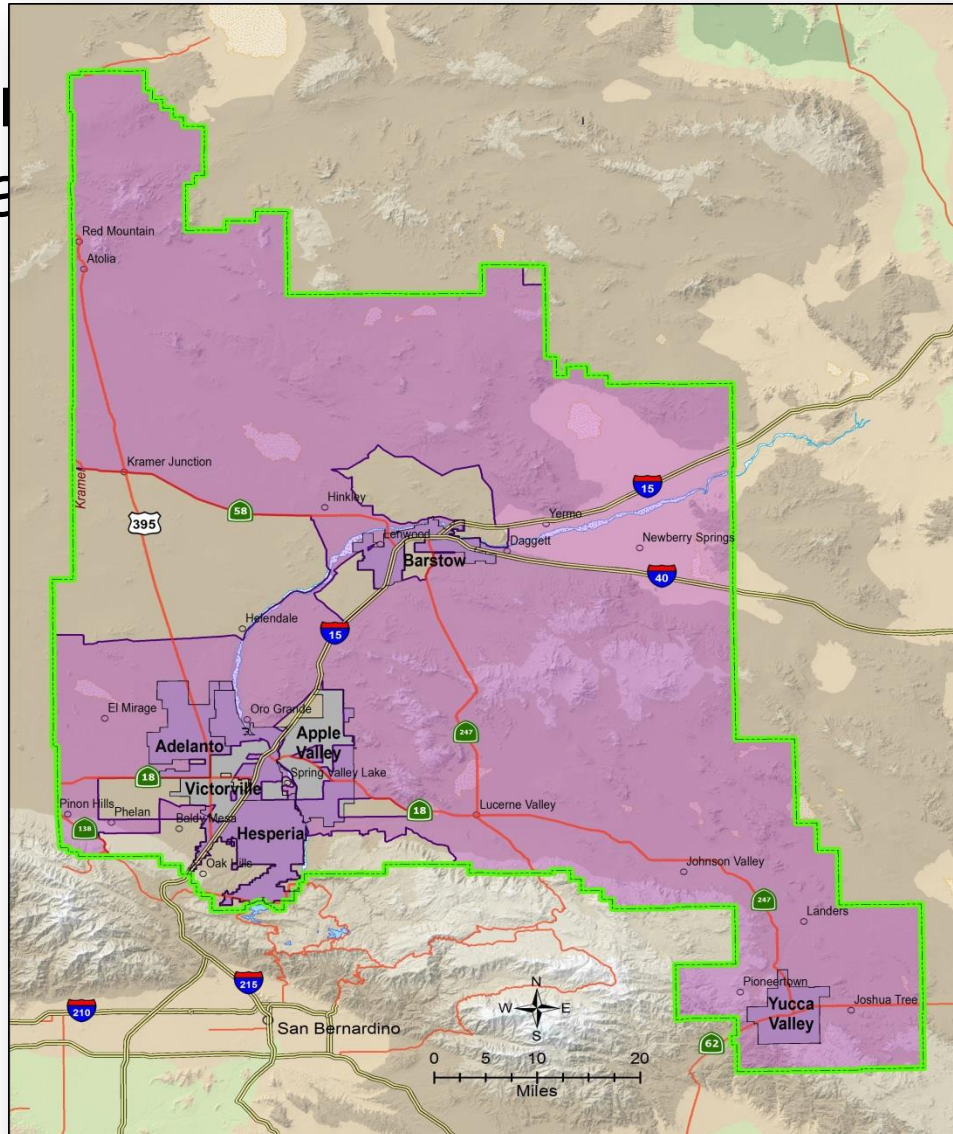 Red Mountain
Atolia
Kramer Junction
Kramer
58
395
Hinkley
Lenwood
Barstow
Yermo
15
Daggett
Newberry Springs
40
Helendale
15
El Mirage
Oro Grande
Adelanto
Apple
Valley
247
18
Victorville
Spring Valley Lake
Pinon Hills
Phelan
138
Baldy Mesa
Hesperia
18
Lucerne Valley
Oak Hills
Johnson Valley
247
Landers
Pioneertown
Yucca
Valley
Joshua Tree
62
215
210
San Bernardino
N
W
E
S
0
5
10
20
Miles